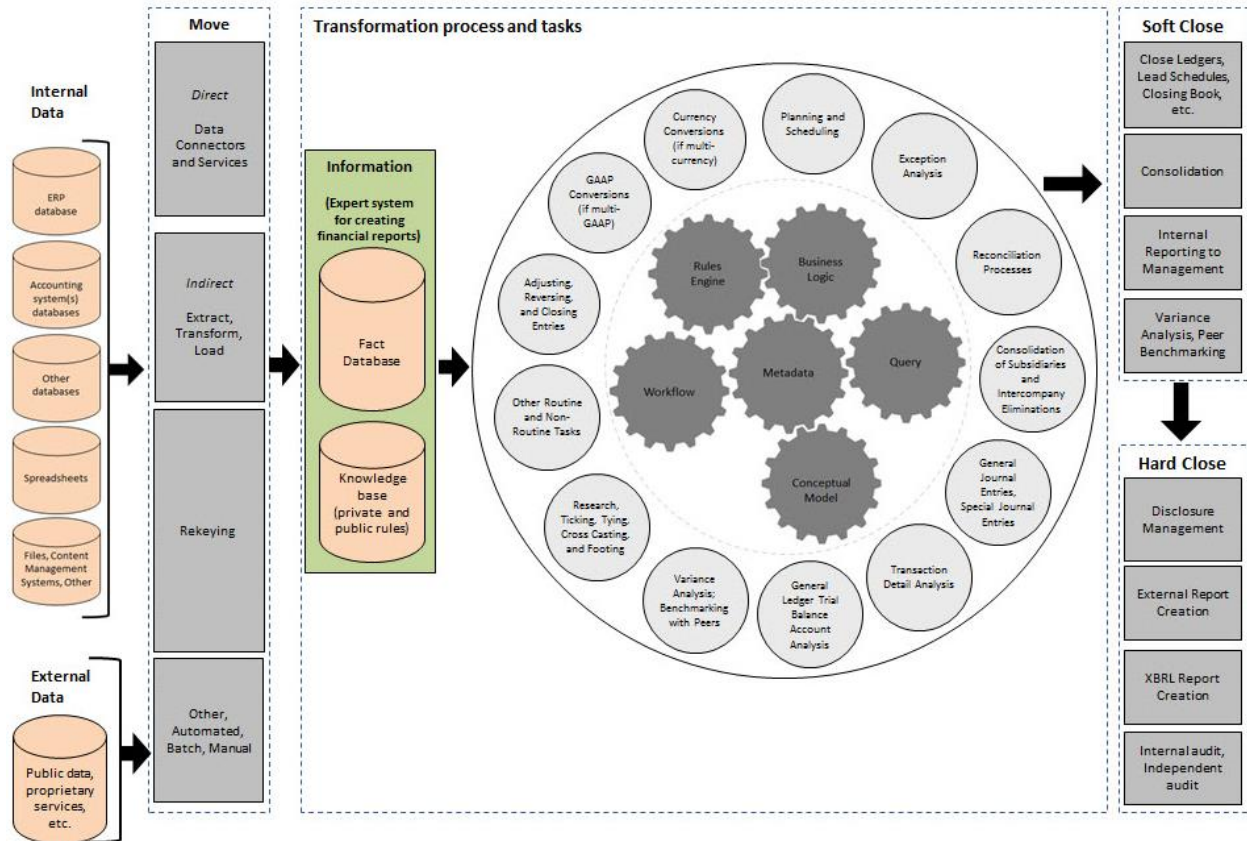 Internal
Data
ERP
database
Accounting
system(s)
databases
Other
databases
Spreadsheets
Files, Content
Management
Systems, Other
External
Data
Public data,
proprietary
services,
etc.
Move
Direct
Data
Connectors
and Services
Indirect
Extract,
Transform,
Load
Rekeying
Other,
Automated,
Batch, Manual
Transformation process and tasks
Information
(Expert system
for creating
financial reports)
Fact
Database
Knowledge
base
(private and
public rules)
Currency
Conversions
(if multi-
currency)
Planning and
Scheduling
Exception
Analysis
Reconciliation
Processes
Consolidation
of Subsidiaries
and
Intercompany
Eliminations
General
Journal
Entries,
Special Journal
Entries
Transaction
Detail Analysis
General
Ledger Trial
Balance
Account
Analysis
Variance
Analysis;
Benchmarking
with Peers
Research,
Ticking, Tying,
Cross Casting,
and Footing
Other Routine
and Non-
Routine Tasks
Adjusting,
Reversing,
and Closing
Entries
GAAP
Conversions
(if multi-
GAAP)
Rules
Engine
Business
Logic
Query
Metadata
Workflow
Conceptual
Model
Soft Close
Close Ledgers,
Lead Schedules,
Closing Book,
etc.
Consolidation
Internal
Reporting to
Management
Variance
Analysis, Peer
Benchmarking
Hard Close
Disclosure
Management
External Report
Creation
XBRL Report
Creation
Internal audit,
Independent
audit